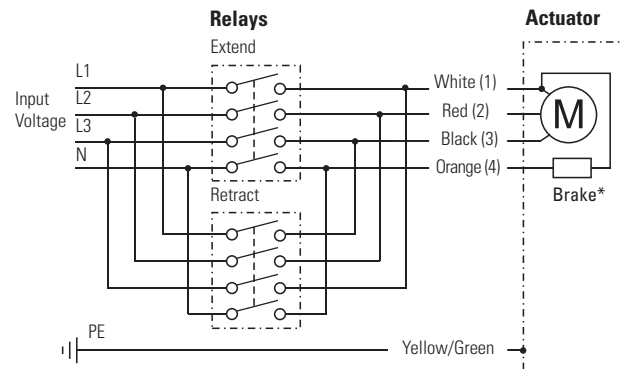 Relays
Actuator
Extend
L1
Input
Voltage
L2
L3
N
White (1)
Red (2)
Black (3)
Orange (4)
M
Brake*
Retract
PE
Yellow/Green